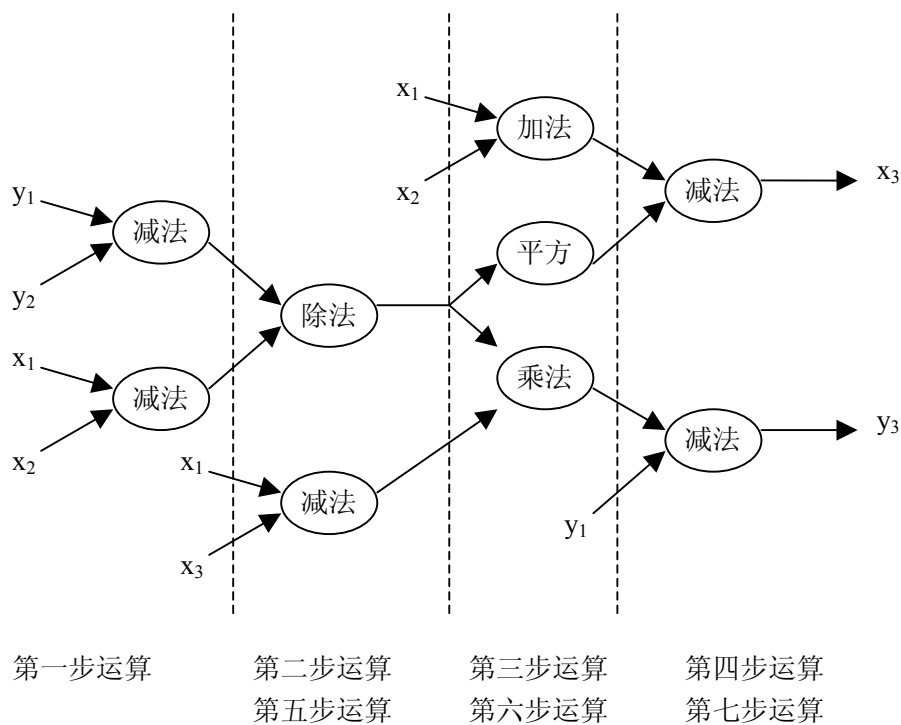 x₁
加法
x₂
减法
x₃
y₁
减法
y₂
平方
除法
x₁
减法
x₂
乘法
x₁
减法
x₃
减法
y₃
y₁
第一步运算 第二步运算 第三步运算 第四步运算
第五步运算 第六步运算 第七步运算